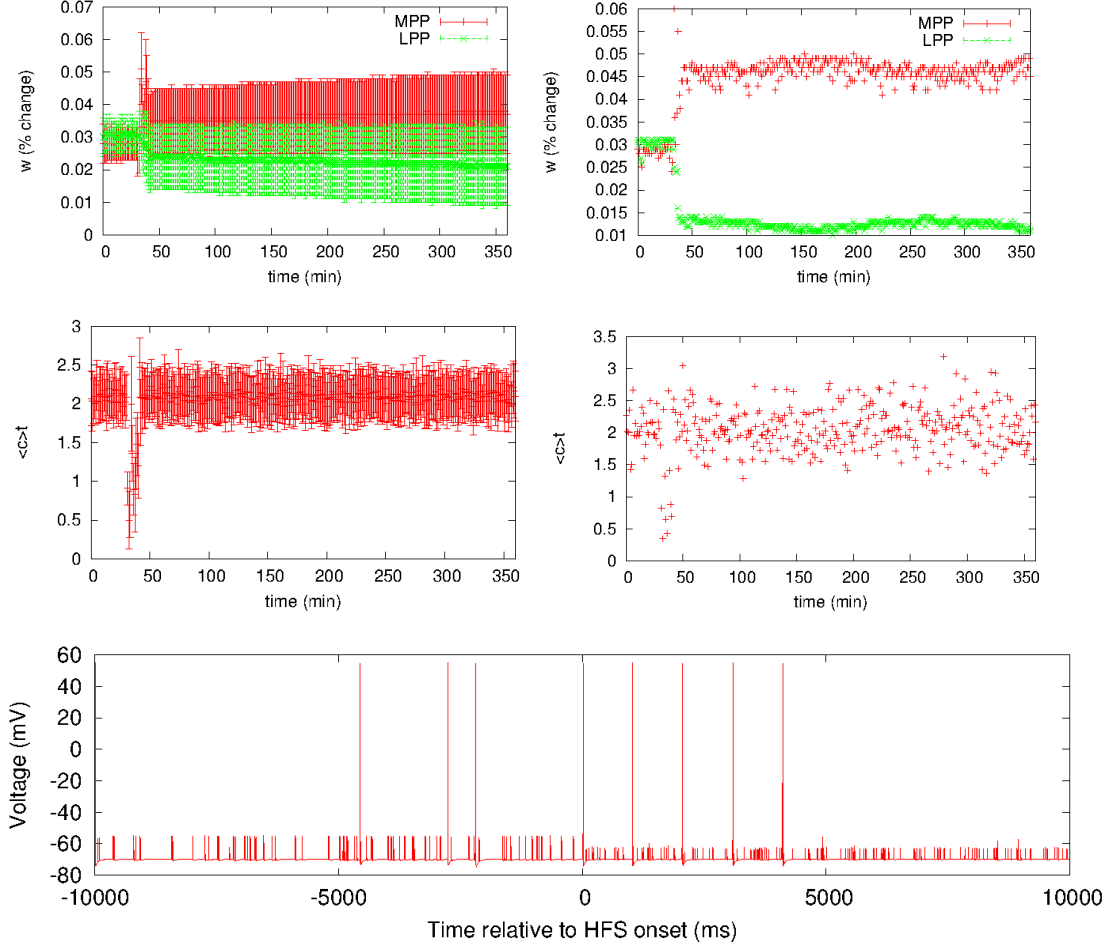 0.07
0.06
0.05
0.04
0.03
0.02
0.01
0
w (% change)
MPP
LPP
0 50 100 150 200 250 300 350
time (min)
0.06
0.055
0.05
0.045
0.04
0.035
0.03
0.025
0.02
0.015
0.01
w (% change)
MPP
LPP
0 50 100 150 200 250 300 350
time (min)
3
2.5
2
1.5
1
0.5
0
<c>t
0 50 100 150 200 250 300 350
time (min)
3.5
3
2.5
2
1.5
1
0.5
0
<c>t
0 50 100 150 200 250 300 350
time (min)
60
40
20
0
-20
-40
-60
-80
Voltage (mV)
-10000 -5000 0 5000 10000
Time relative to HFS onset (ms)